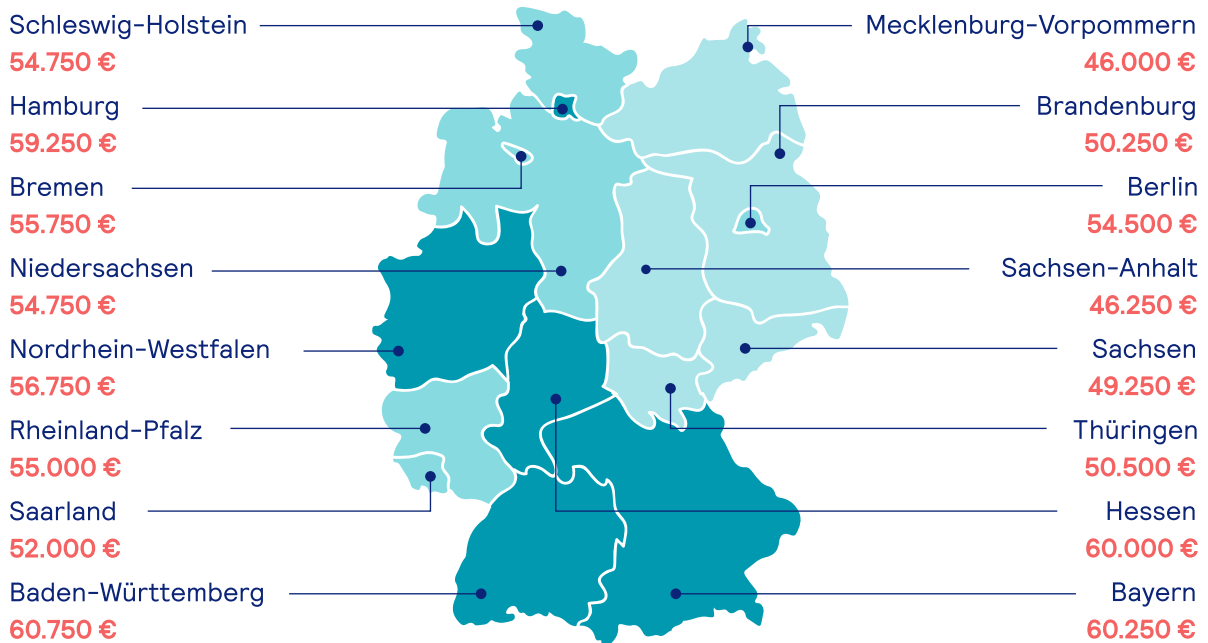 Schleswig-Holstein
54.750 €
Hamburg
59.250 €
Bremen
55.750 €
Niedersachsen
54.750 €
Nordrhein-Westfalen
56.750 €
Rheinland-Pfalz
55.000 €
Saarland
52.000 €
Baden-Württemberg
60.750 €
Mecklenburg-Vorpommern
46.000 €
Brandenburg
50.250 €
Berlin
54.500 €
Sachsen-Anhalt
46.250 €
Sachsen
49.250 €
Thüringen
50.500 €
Hessen
60.000 €
Bayern
60.250 €